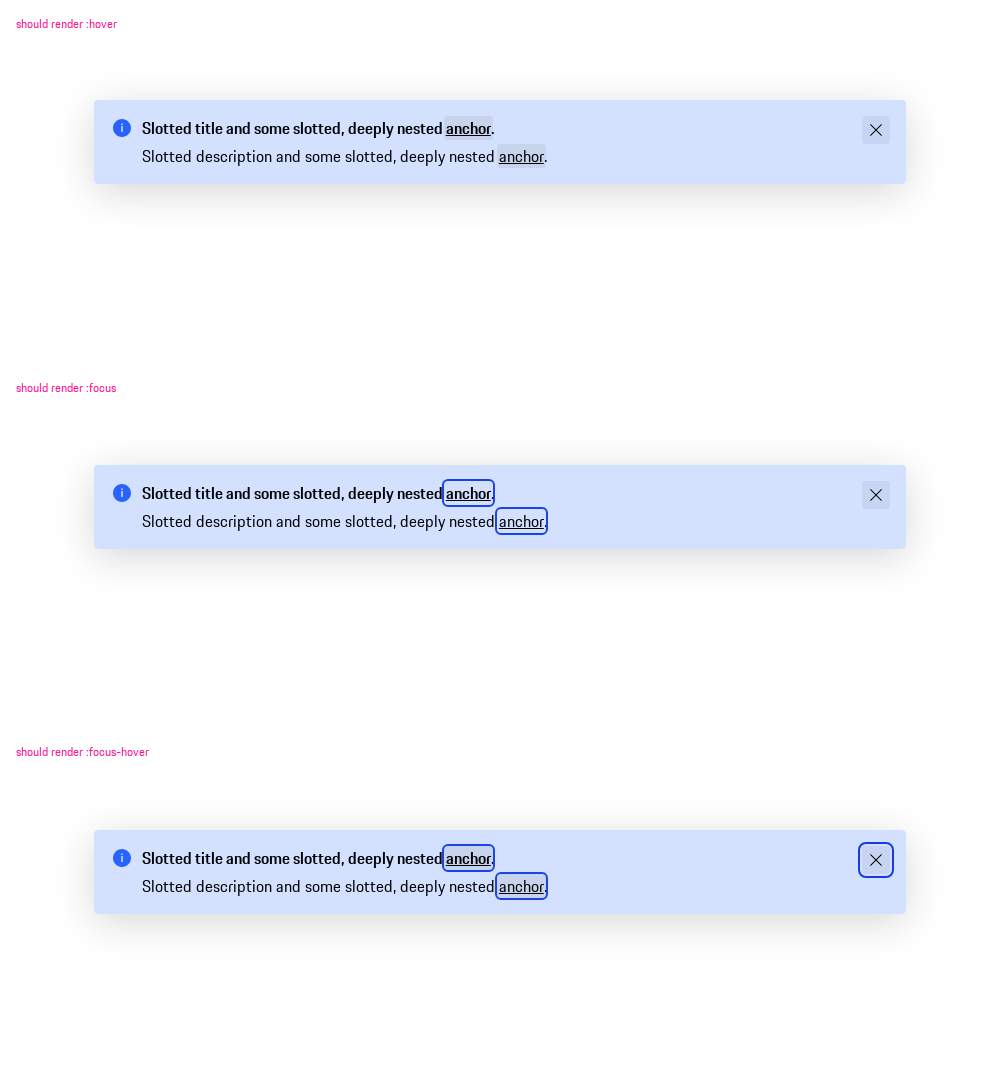 should render :hover
Slotted title and some slotted, deeply nested anchor.
Slotted description and some slotted, deeply nested anchor.
should render :focus
Slotted title and some slotted, deeply nested anchor.
Slotted description and some slotted, deeply nested anchor.
should render :focus-hover
Slotted title and some slotted, deeply nested anchor.
Slotted description and some slotted, deeply nested anchor.